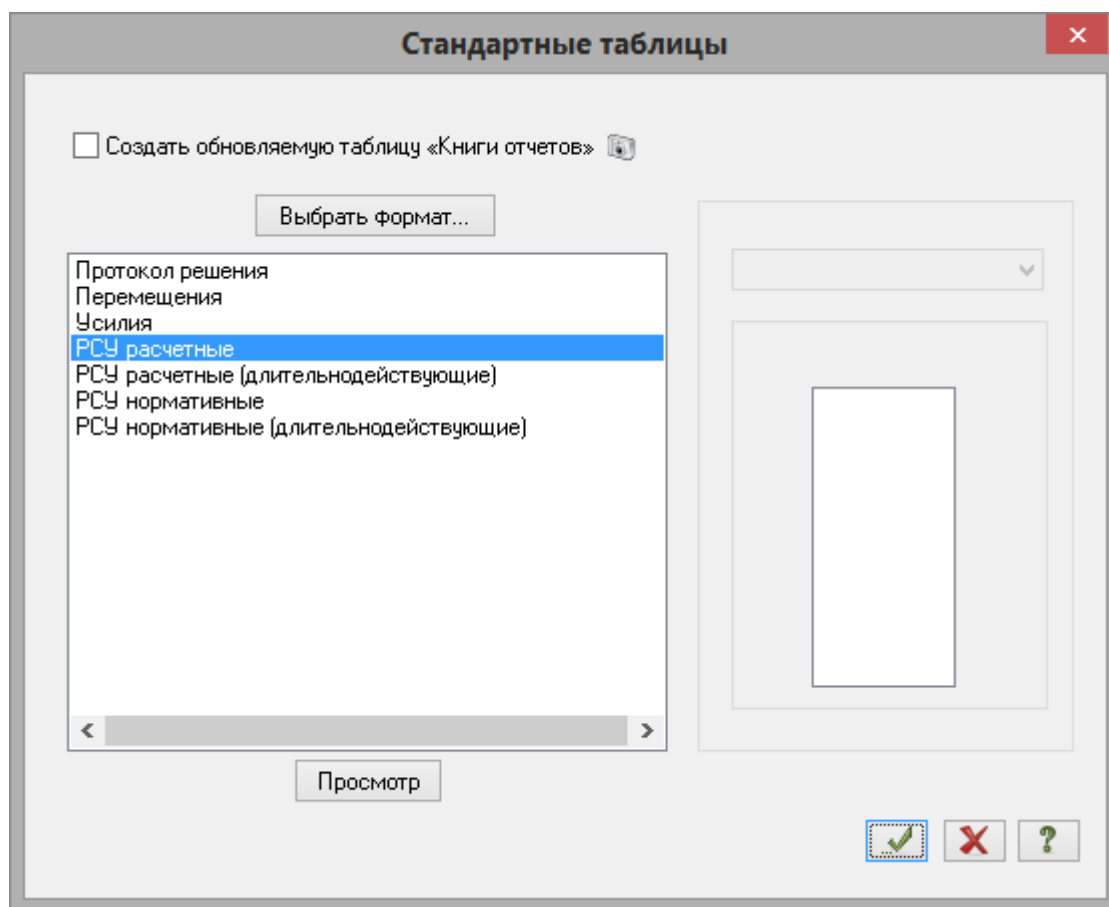 Стандартные таблицы
Создать обновляемую таблицу «Книги отчетов»
Выбрать формат...
Протокол решения
Перемещения
Усилия
РСУ расчетные
РСУ расчетные (длительнодействующие)
РСУ нормативные
РСУ нормативные (длительнодействующие)
Просмотр